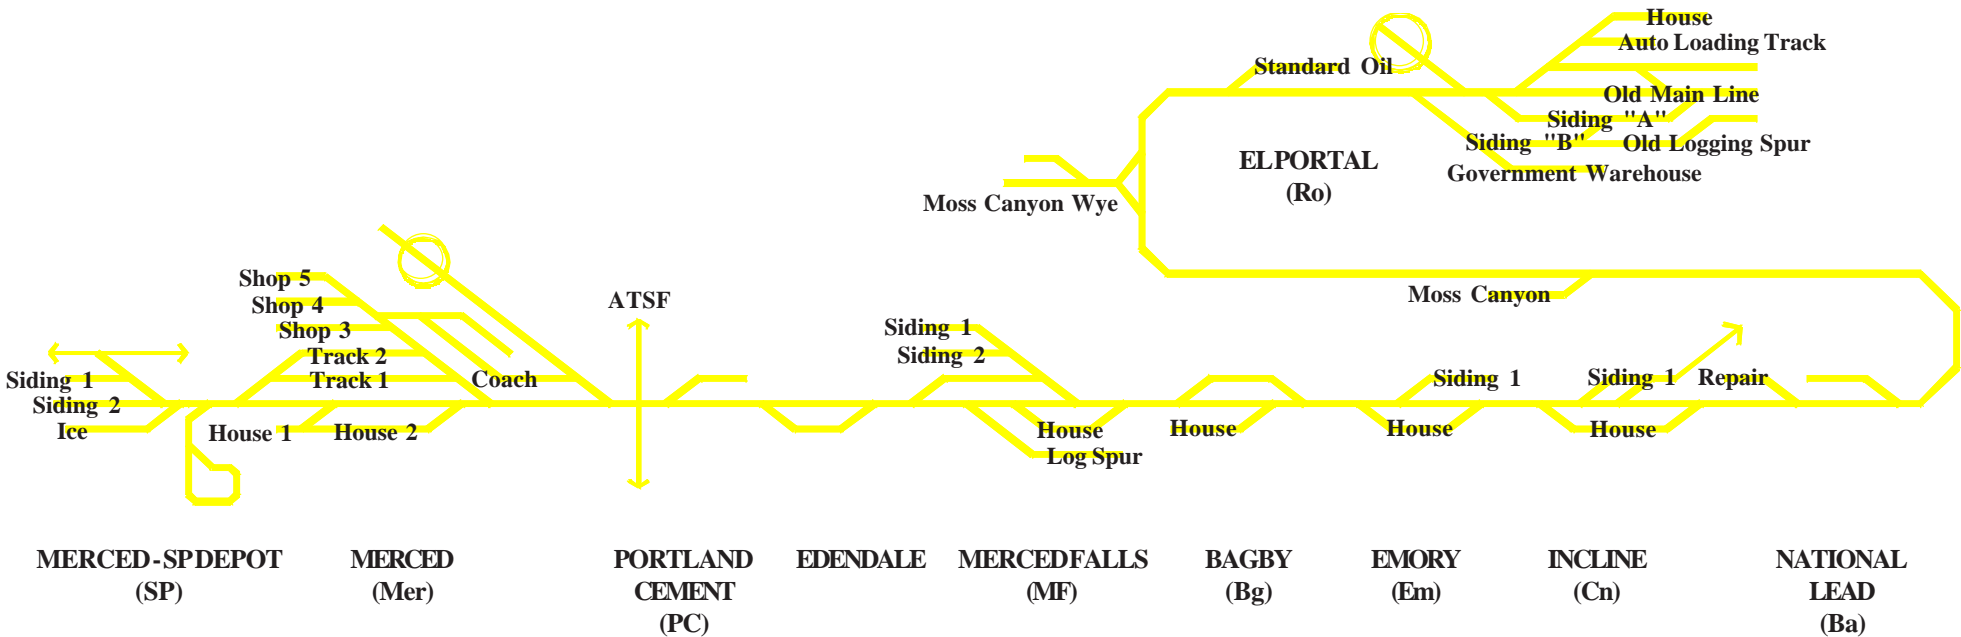 House
Auto Loading Track
Standard Oil
Old Main Line
Siding "A"
Siding "B" Old Logging Spur
ELPORTAL
(Ro)
Government Warehouse
Moss Canyon Wye
Shop 5
Shop 4
Shop 3
Track 2
Track 1
Coach
ATSF
Moss Canyon
Siding 1
Siding 2
Siding 1
Siding 2
Ice
House 1
House 2
House
Log Spur
House
Siding 1
House
Siding 1
House
Repair
MERCED-SP DEPOT
(SP)
MERCED
(Mer)
PORTLAND
CEMENT
(PC)
EDENDALE
MERCED FALLS
(MF)
BAGBY
(Bg)
EMORY
(Em)
INCLINE
(Cn)
NATIONAL
LEAD
(Ba)